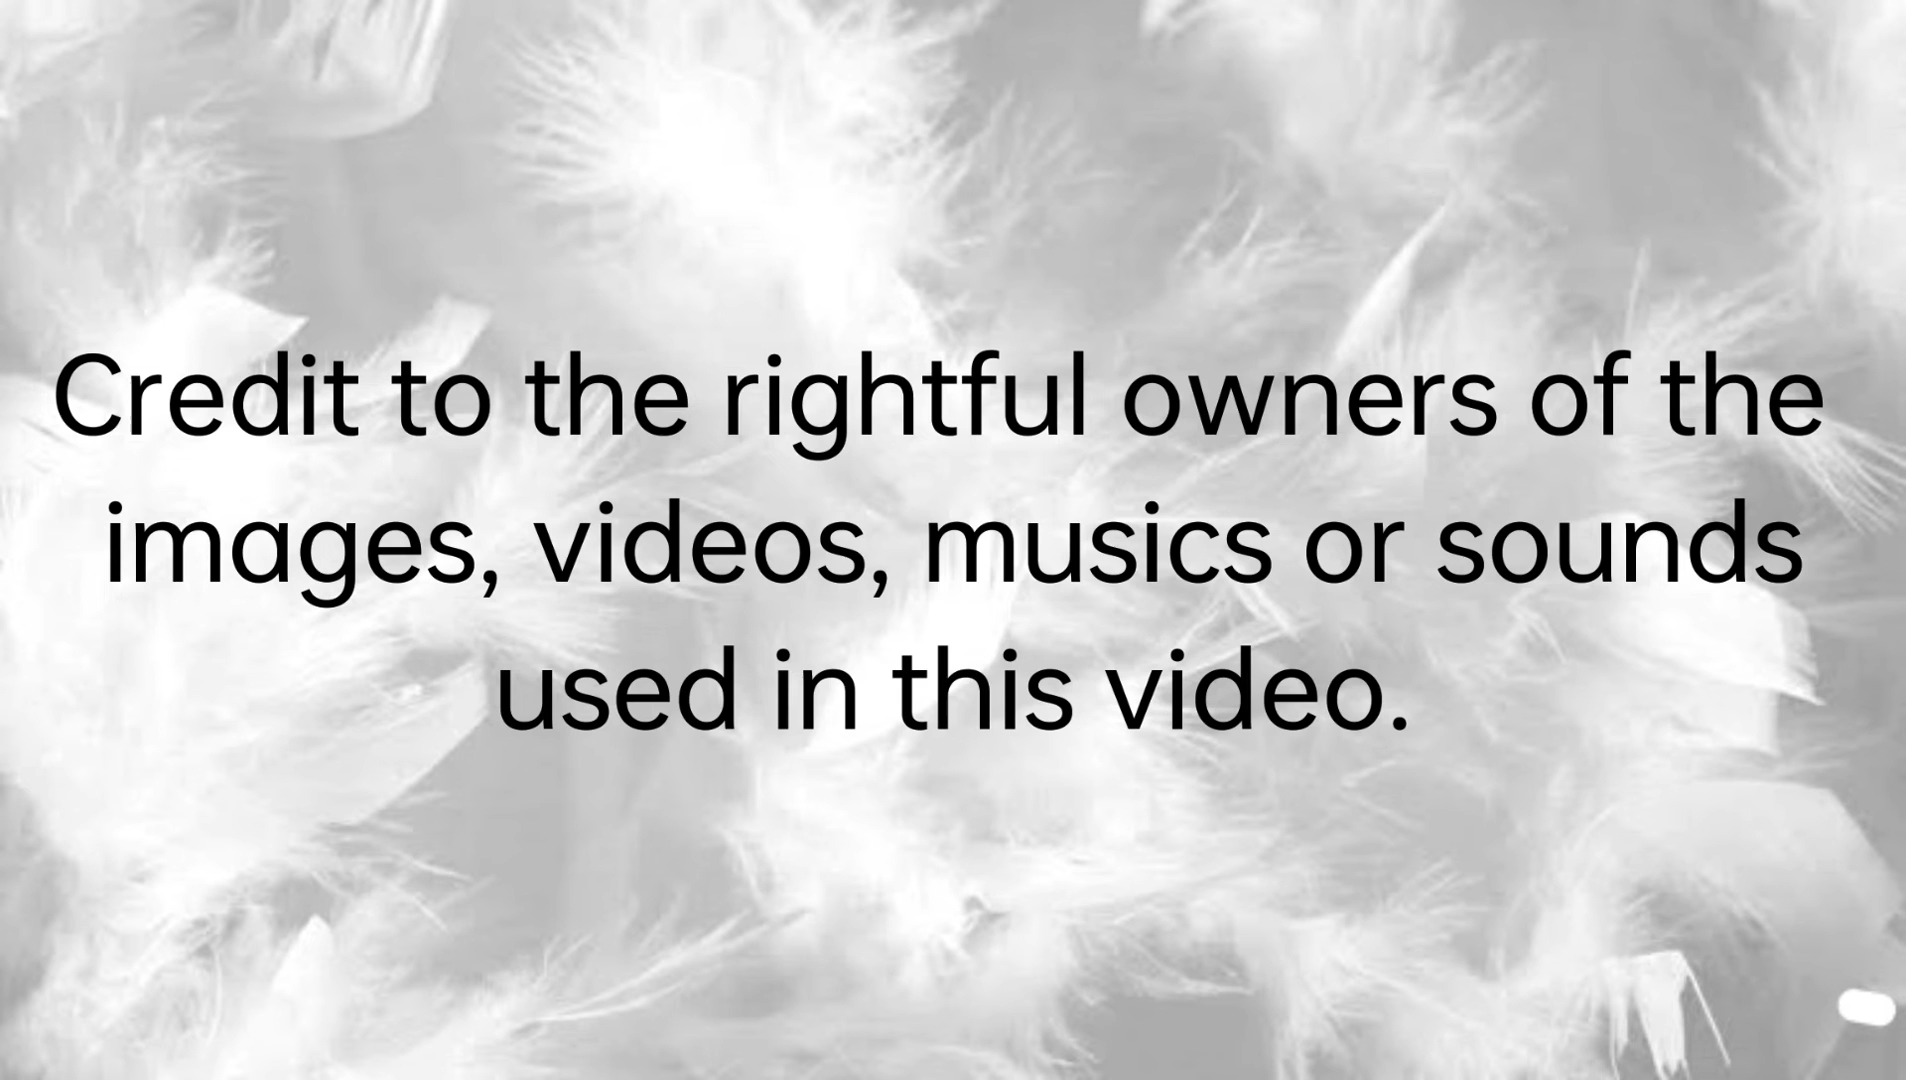 Credit to the rightful owners of the
images, videos, musics or sounds
used in this video.